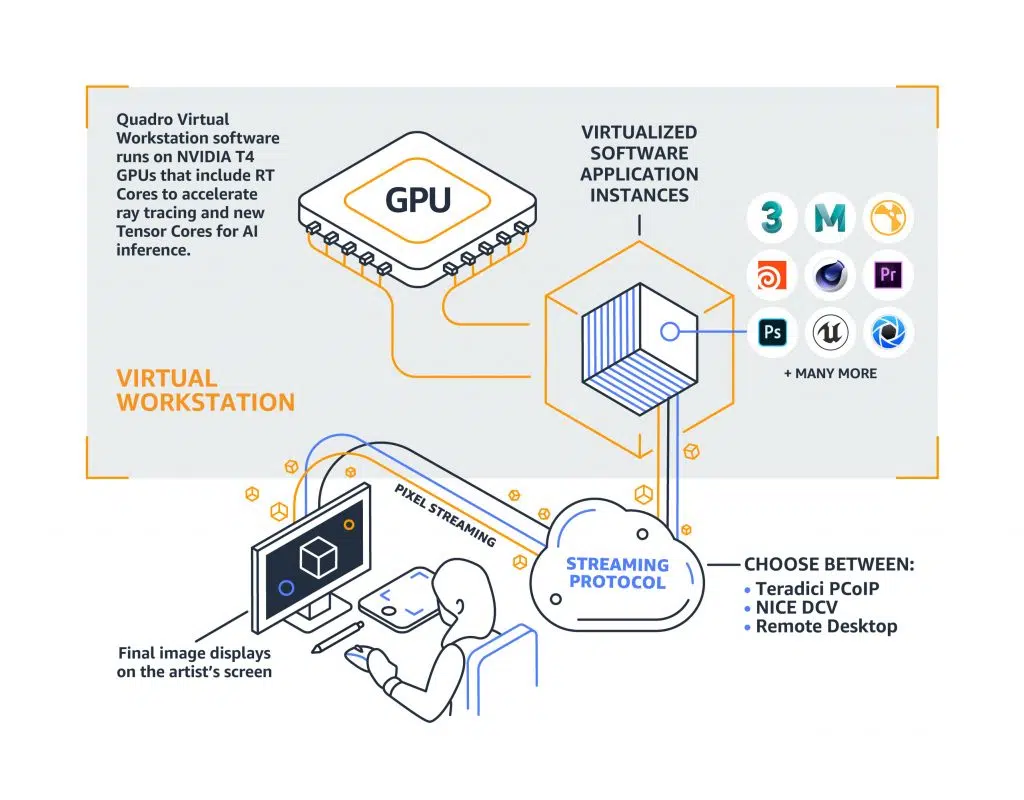 Quadro Virtual
Workstation software
runs on NVIDIA T4
GPUs that include RT
Cores to accelerate
ray tracing and new
Tensor Cores for AI
inference.
GPU
VIRTUALIZED
SOFTWARE
APPLICATION
INSTANCES
3
M
Pr
Ps
+ MANY MORE
VIRTUAL
WORKSTATION
PIXEL STREAMING
STREAMING
PROTOCOL
CHOOSE BETWEEN:
• Teradici PCoIP
• NICE DCV
• Remote Desktop
Final image displays
on the artist's screen